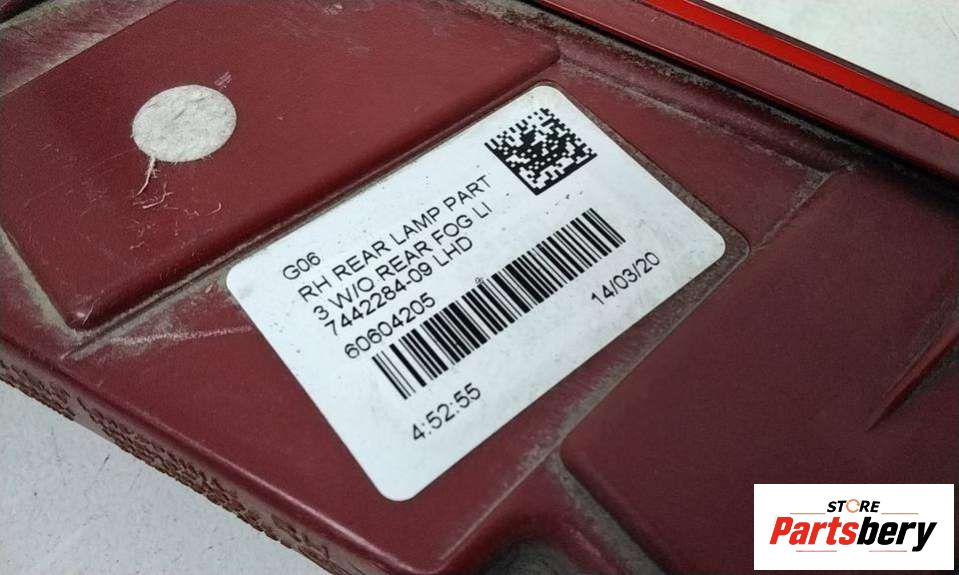 G06
RH REAR LAMP PART
3 W/O REAR FOG LI
7442284-09 LHD
60604205
14/03/20
4:52:55
STORE
Partsbery